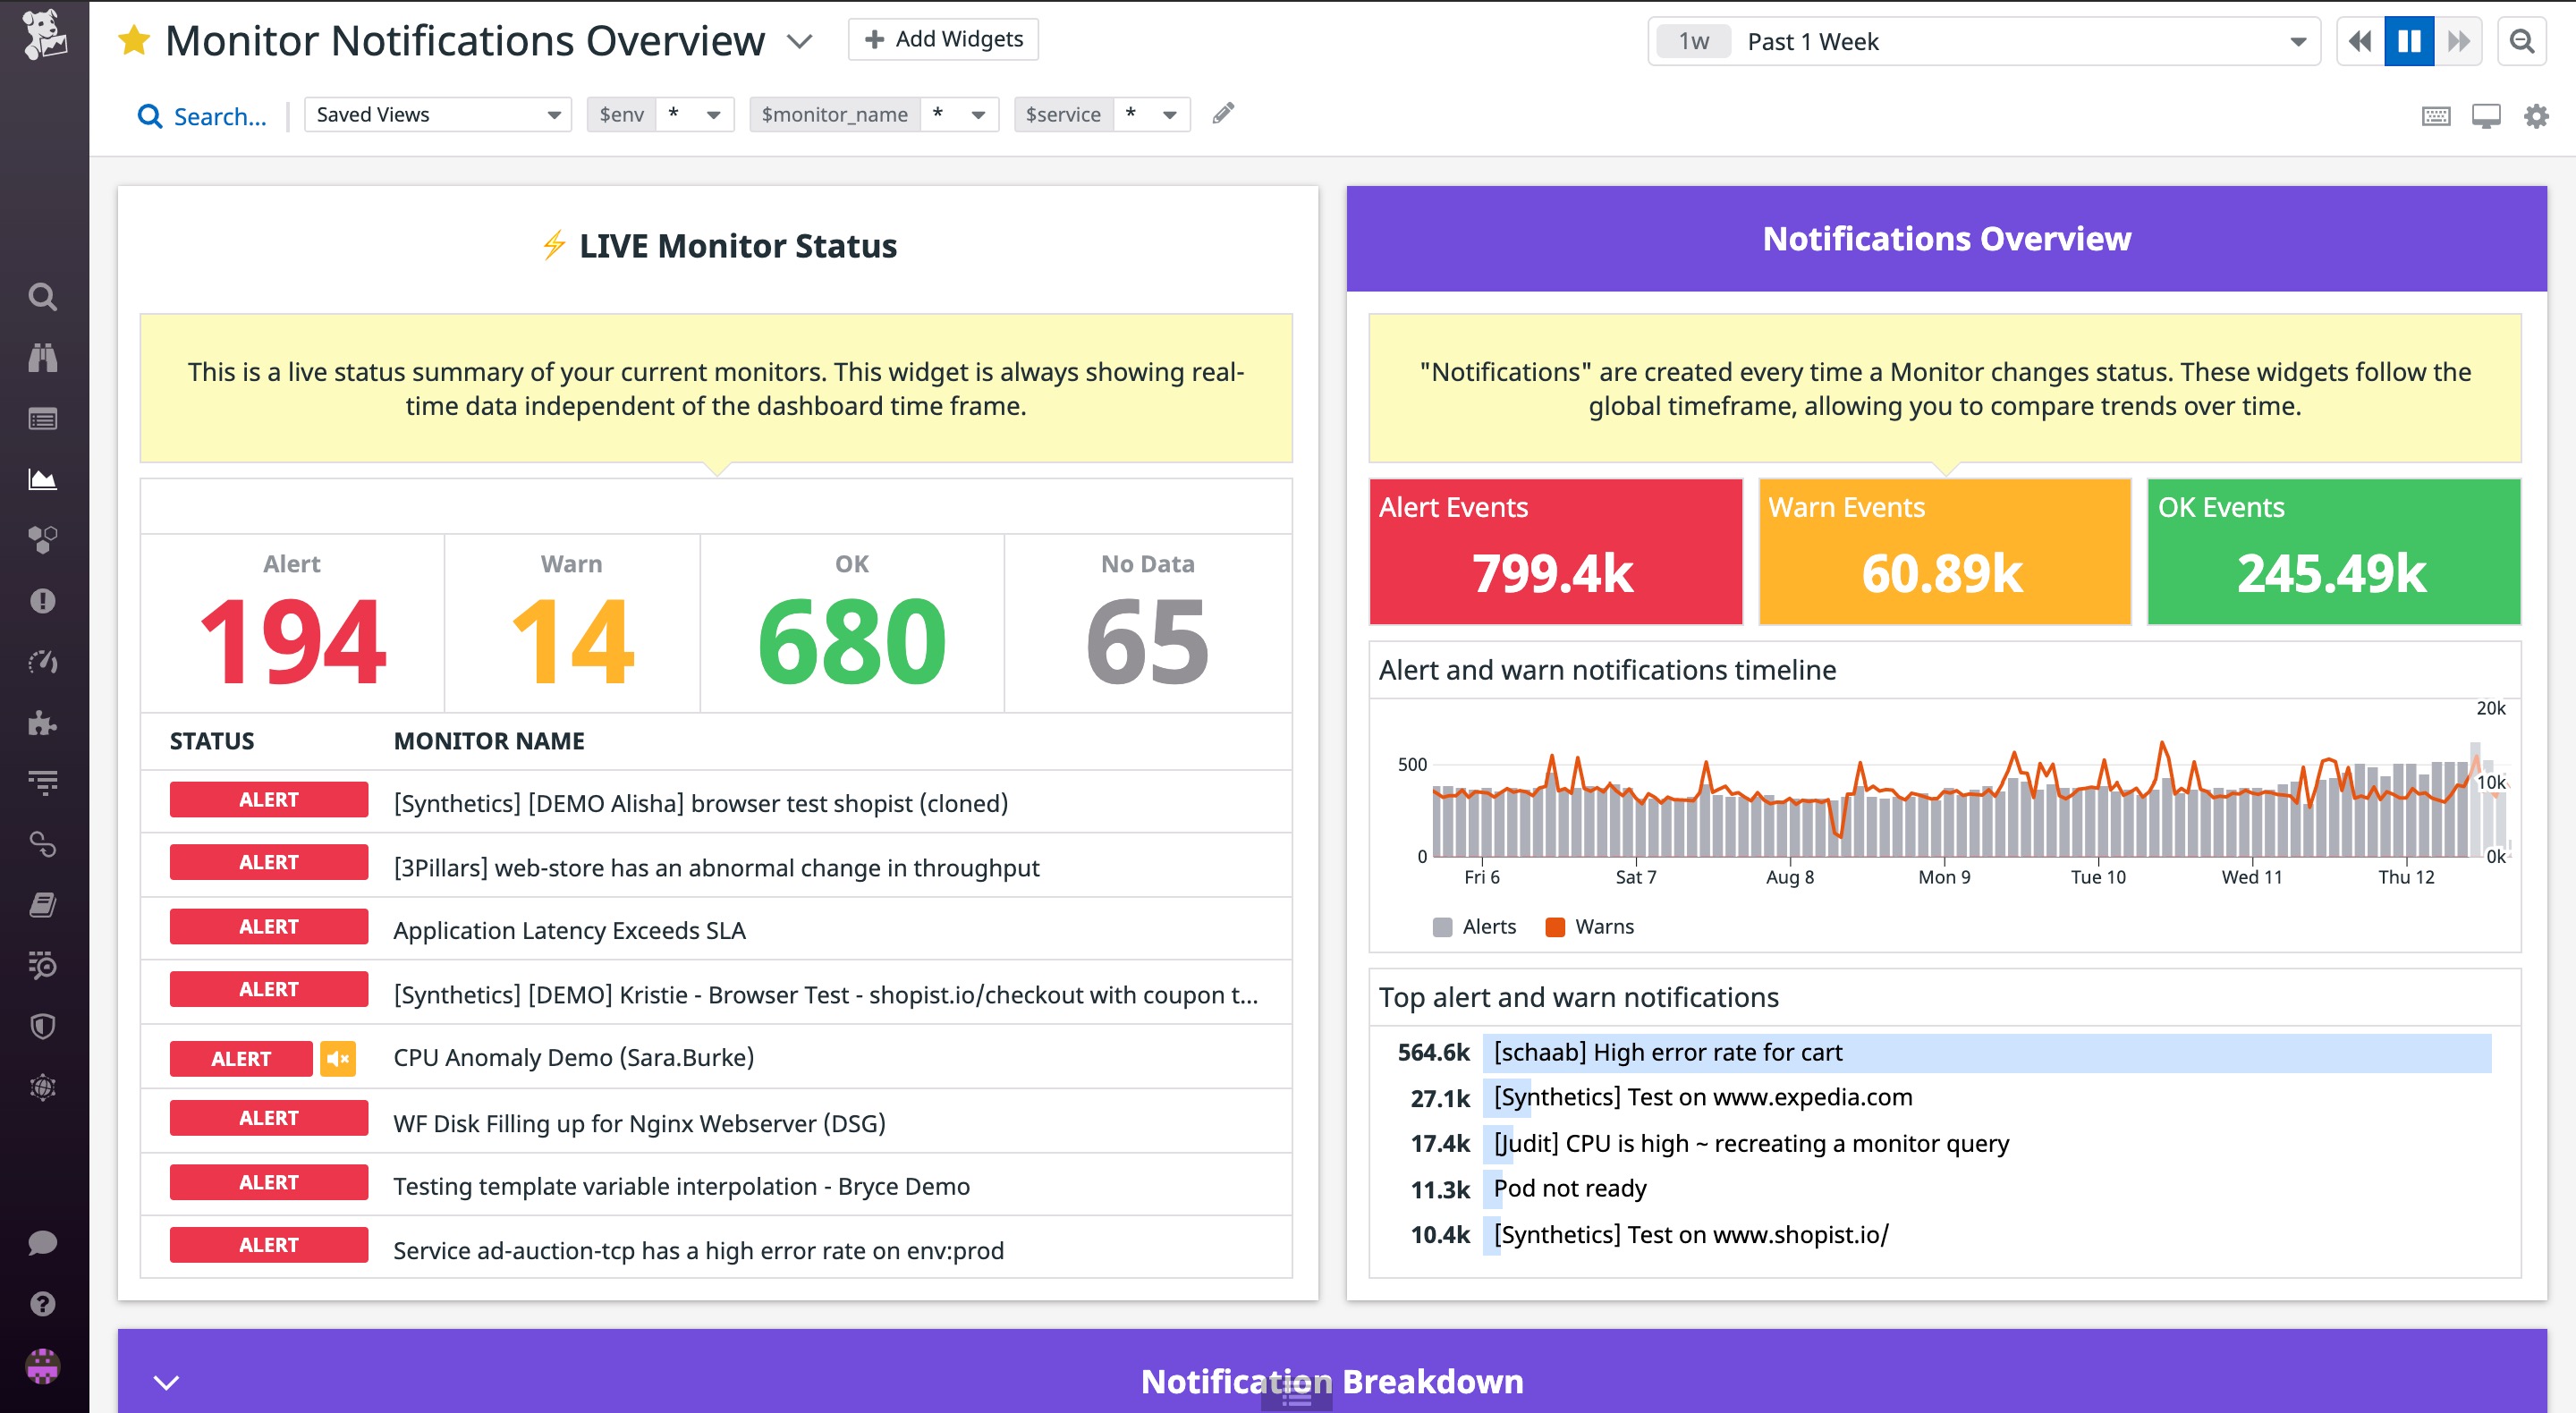 Monitor Notifications Overview
Add Widgets
1w Past 1 Week
Search...
Saved Views
$env *
$monitor_name *
$service *
LIVE Monitor Status
This is a live status summary of your current monitors. This widget is always showing real-
time data independent of the dashboard time frame.
Alert
Warn
OK
No Data
194
14
680
65
STATUS MONITOR NAME
ALERT [Synthetics] [DEMO Alisha] browser test shopist (cloned)
ALERT [3Pillars] web-store has an abnormal change in throughput
ALERT Application Latency Exceeds SLA
ALERT [Synthetics] [DEMO] Kristie - Browser Test - shopist.io/checkout with coupon t...
ALERT CPU Anomaly Demo (Sara.Burke)
ALERT WF Disk Filling up for Nginx Webserver (DSG)
ALERT Testing template variable interpolation - Bryce Demo
ALERT Service ad-auction-tcp has a high error rate on env:prod
Notifications Overview
"Notifications" are created every time a Monitor changes status. These widgets follow the
global timeframe, allowing you to compare trends over time.
Alert Events
799.4k
Warn Events
60.89k
OK Events
245.49k
Alert and warn notifications timeline
20k
500
10k
0
0k
Fri 6 Sat 7 Aug 8 Mon 9 Tue 10 Wed 11 Thu 12
Alerts Warns
Top alert and warn notifications
564.6k [schaab] High error rate for cart
27.1k [Synthetics] Test on www.expedia.com
17.4k [Judit] CPU is high ~ recreating a monitor query
11.3k Pod not ready
10.4k [Synthetics] Test on www.shopist.io/
Notification Breakdown